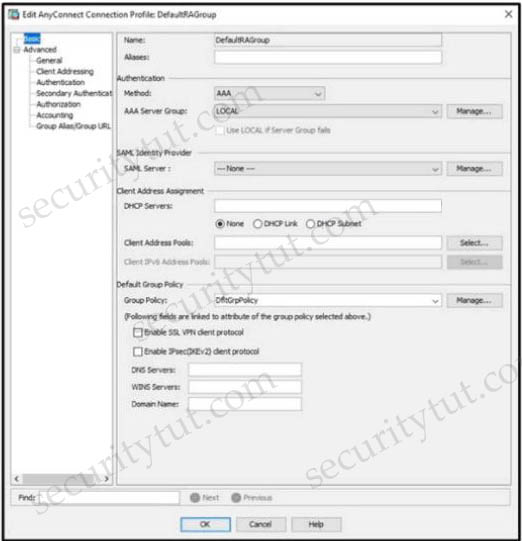 Edit AnyConnect Connection Profile: DefaultRAGroup
Basic
Advanced
General
Client Addressing
Authentication
Secondary Authenticat
Authorization
Accounting
Group Alias/Group URL
Name: DefaultRAGroup
Aliases:
Authentication
Method: AAA
AAA Server Group: LOCAL Manage...
Use LOCAL if Server Group fails
SAML Identity Provider
SAML Server : --- None --- Manage...
Client Address Assignment
DHCP Servers:
None DHCP Link DHCP Subnet
Client Address Pools: Select...
Client IPv6 Address Pools: Select...
Default Group Policy
Group Policy: DfltGrpPolicy Manage...
(Following fields are linked to attribute of the group policy selected above.)
Enable SSL VPN client protocol
Enable IPsec(IKEv2) client protocol
DNS Servers:
WINS Servers:
Domain Name:
Find: Next Previous
OK Cancel Help
securitytut.com
securitytut.com
securitytut.com